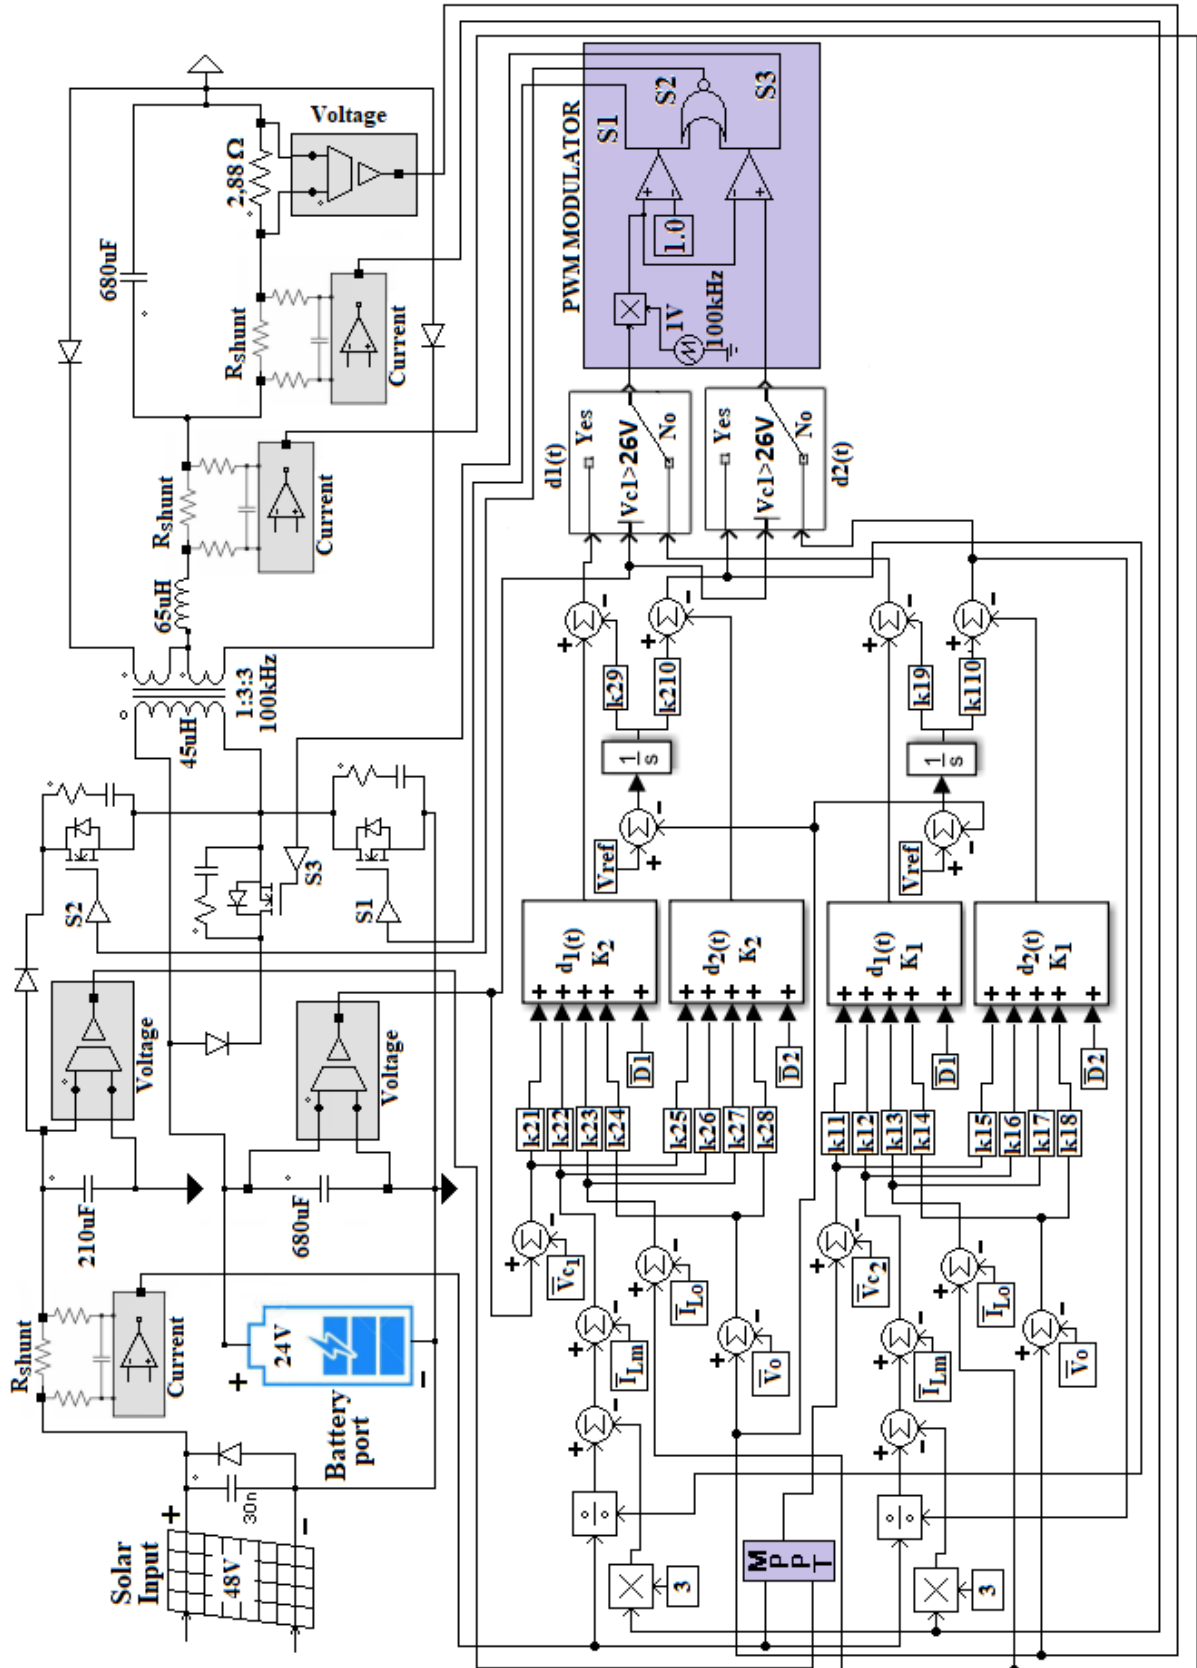 Solar
Input
48V
+
-
30n
Rshunt
Current
Battery
port
24V
+
-
210uF
Voltage
680uF
Voltage
S2
S3
S1
45uH
1:3:3
100kHz
65uH
Rshunt
Current
Rshunt
Current
680uF
2,88 Ω
Voltage
PWM MODULATOR
S1
S2
S3
1.0
1V
100kHz
d1(t)
Yes
Vc1>26V
No
d2(t)
Yes
Vc1>26V
No
k29
k210
1/s
Vref
k19
k110
1/s
Vref
d1(t)
K2
d2(t)
K2
d1(t)
K1
d2(t)
K1
D1
D2
D1
D2
k21
k22
k23
k24
k25
k26
k27
k28
k11
k12
k13
k14
k15
k16
k17
k18
Vc1
ILm
ILo
Vo
Vc2
ILm
ILo
Vo
MPPT
3
3